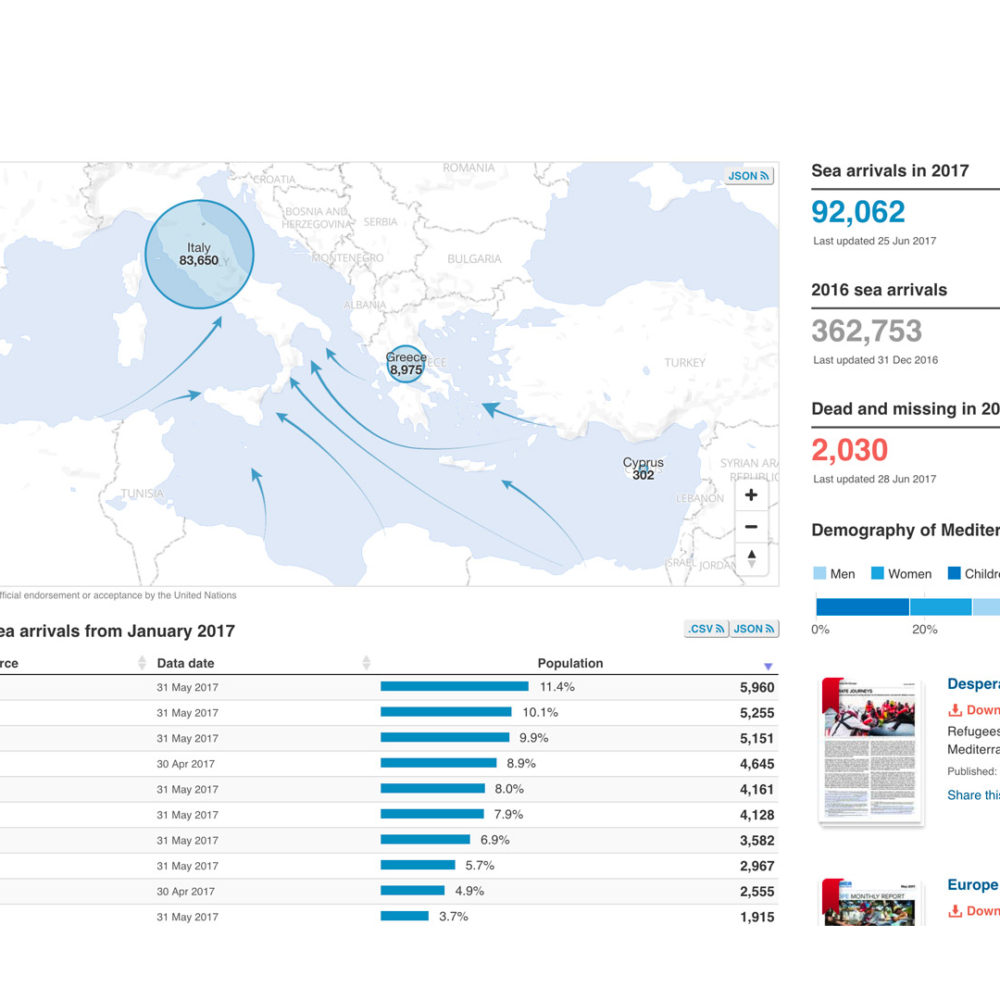 ROMANIA
CROATIA
JSON
BOSNIA AND
HERZEGOVINA
SERBIA
Italy
83,650
MONTENEGRO
BULGARIA
ALBANIA
Greece
8,975
TURKEY
Cyprus
302
SYRIAN ARA
REPUBLIC
LEBANON
TUNISIA
ISRAEL
JORDAN
+
−
fficial endorsement or acceptance by the United Nations
ea arrivals from January 2017
.CSV
JSON
rce
Data date
Population
31 May 2017 11.4% 5,960
31 May 2017 10.1% 5,255
31 May 2017 9.9% 5,151
30 Apr 2017 8.9% 4,645
31 May 2017 8.0% 4,161
31 May 2017 7.9% 4,128
31 May 2017 6.9% 3,582
31 May 2017 5.7% 2,967
30 Apr 2017 4.9% 2,555
31 May 2017 3.7% 1,915
Sea arrivals in 2017
92,062
Last updated 25 Jun 2017
2016 sea arrivals
362,753
Last updated 31 Dec 2016
Dead and missing in 20
2,030
Last updated 28 Jun 2017
Demography of Mediter
Men Women Childre
0% 20%
Despera
Down
Refugees
Mediterra
Published:
Share this
JOURNEYS
Europe
Down
MONTHLY REPORT